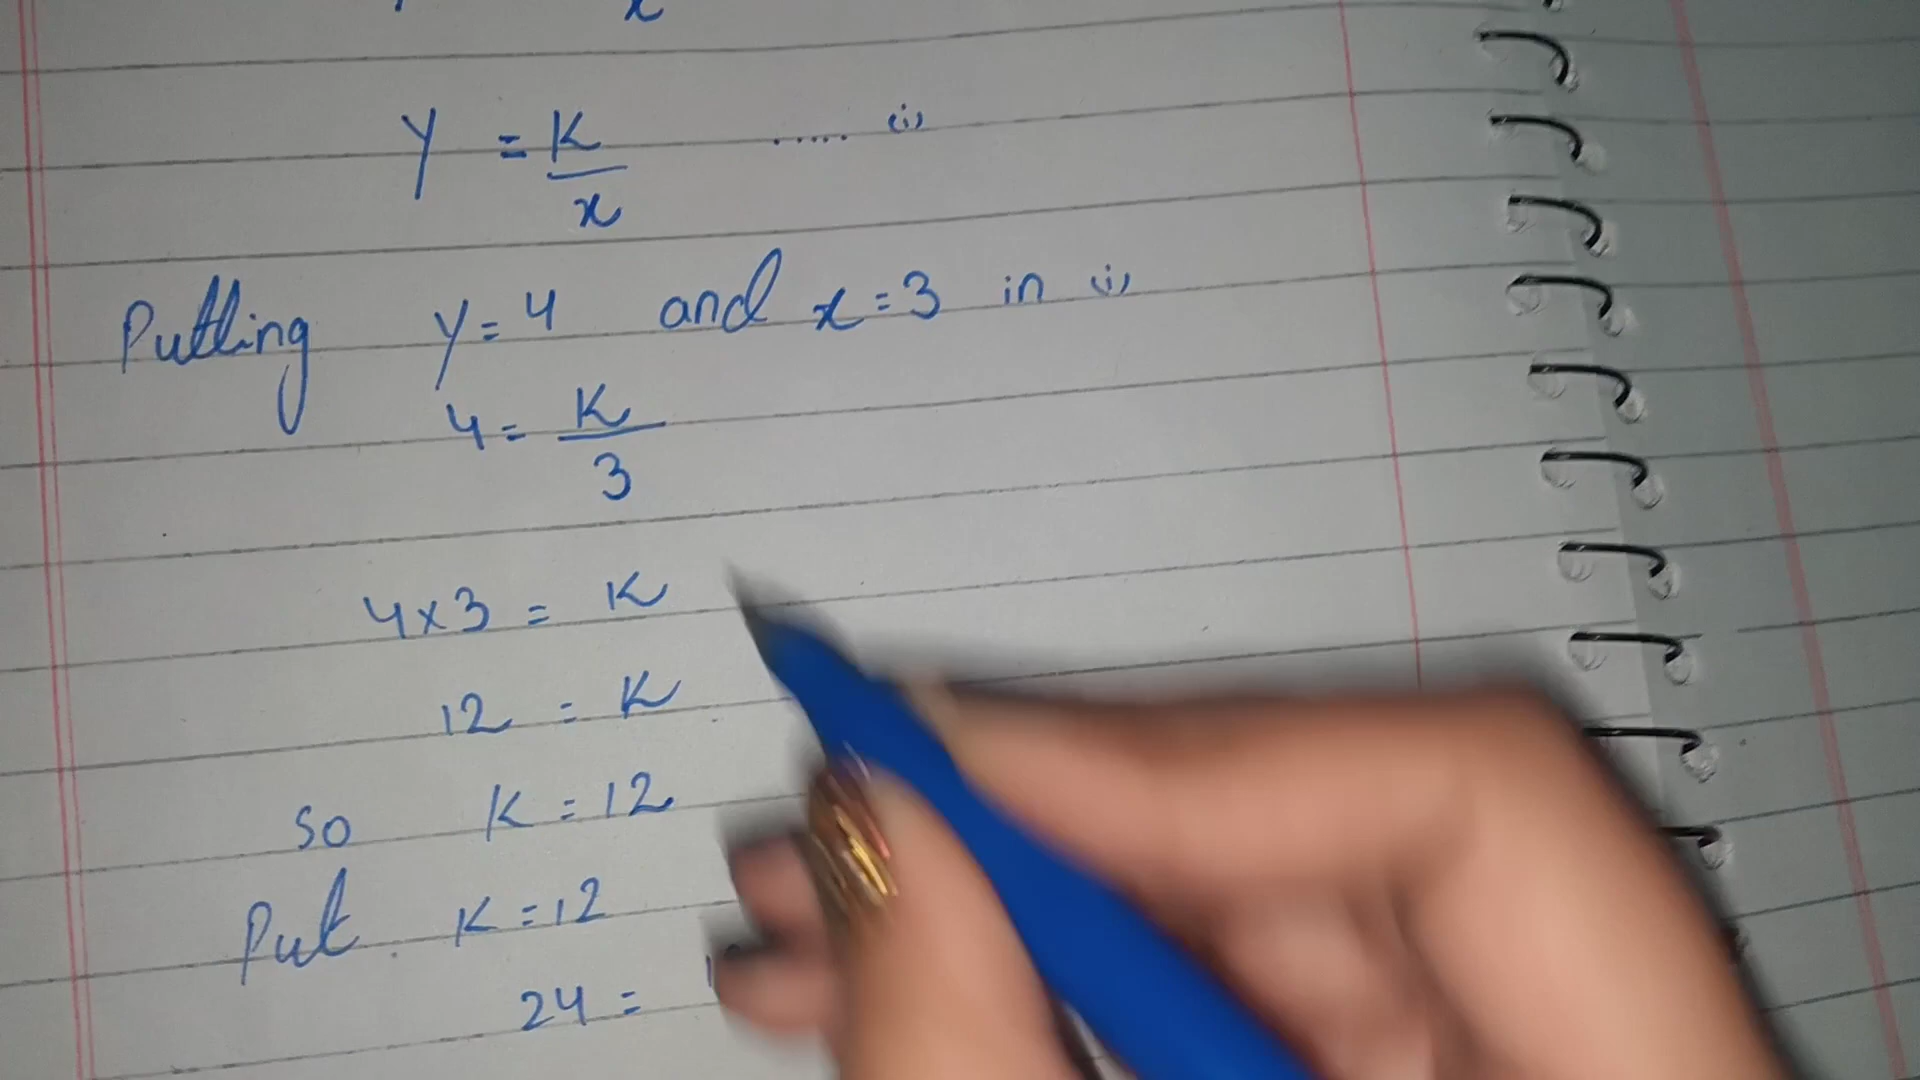 x
y = K/x ...... (i)
Putting y = 4 and x = 3 in (i)
4 = K/3
4 x 3 = K
12 = K
so K = 12
Put K = 12
24 =